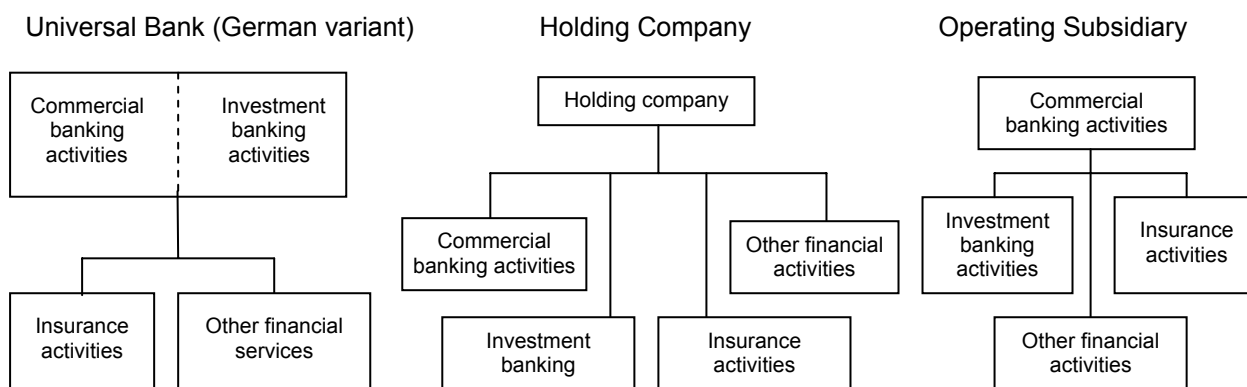 Universal Bank (German variant)
Commercial
banking
activities
Investment
banking
activities
Insurance
activities
Other financial
services
Holding Company
Holding company
Commercial
banking activities
Other financial
activities
Investment
banking
Insurance
activities
Operating Subsidiary
Commercial
banking activities
Investment
banking
activities
Insurance
activities
Other financial
activities